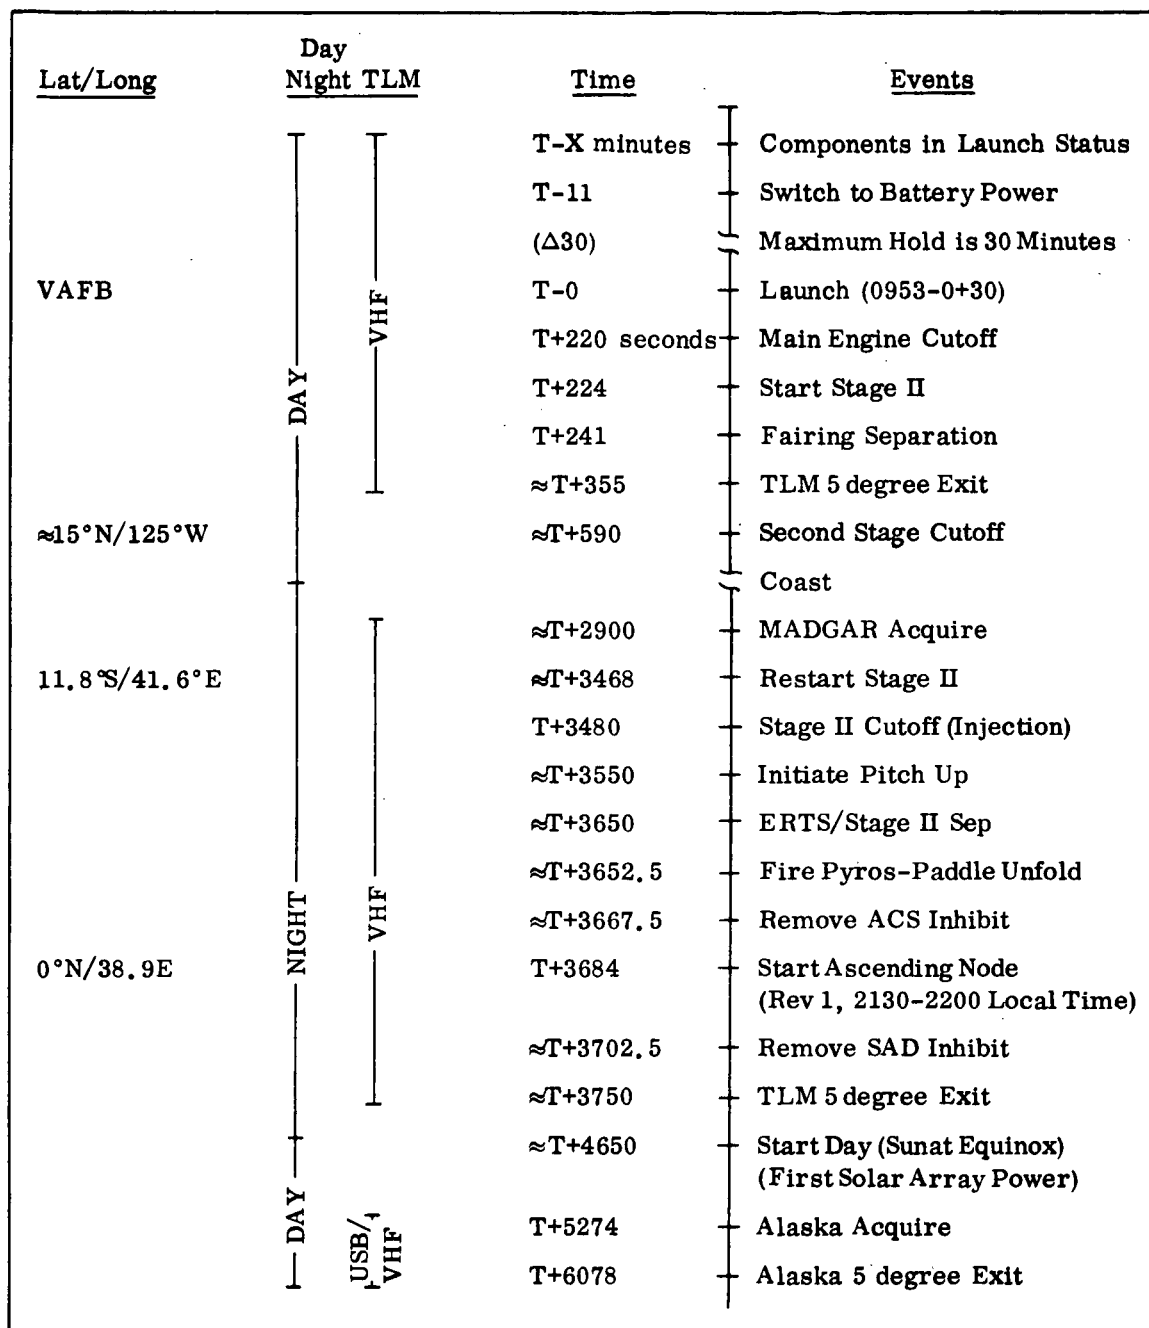 Day
Lat/Long Night TLM Time Events
T-X minutes Components in Launch Status
T-11 Switch to Battery Power
(Δ30) Maximum Hold is 30 Minutes
VAFB T-0 Launch (0953-0+30)
T+220 seconds Main Engine Cutoff
T+224 Start Stage II
T+241 Fairing Separation
≈T+355 TLM 5 degree Exit
DAY
VHF
≈15°N/125°W ≈T+590 Second Stage Cutoff
Coast
≈T+2900 MADGAR Acquire
11.8°S/41.6°E ≈T+3468 Restart Stage II
T+3480 Stage II Cutoff (Injection)
≈T+3550 Initiate Pitch Up
≈T+3650 ERTS/Stage II Sep
≈T+3652.5 Fire Pyros-Paddle Unfold
≈T+3667.5 Remove ACS Inhibit
NIGHT
VHF
0°N/38.9E T+3684 Start Ascending Node
(Rev 1, 2130-2200 Local Time)
≈T+3702.5 Remove SAD Inhibit
≈T+3750 TLM 5 degree Exit
≈T+4650 Start Day (Sunat Equinox)
(First Solar Array Power)
DAY
USB/
VHF
T+5274 Alaska Acquire
T+6078 Alaska 5 degree Exit